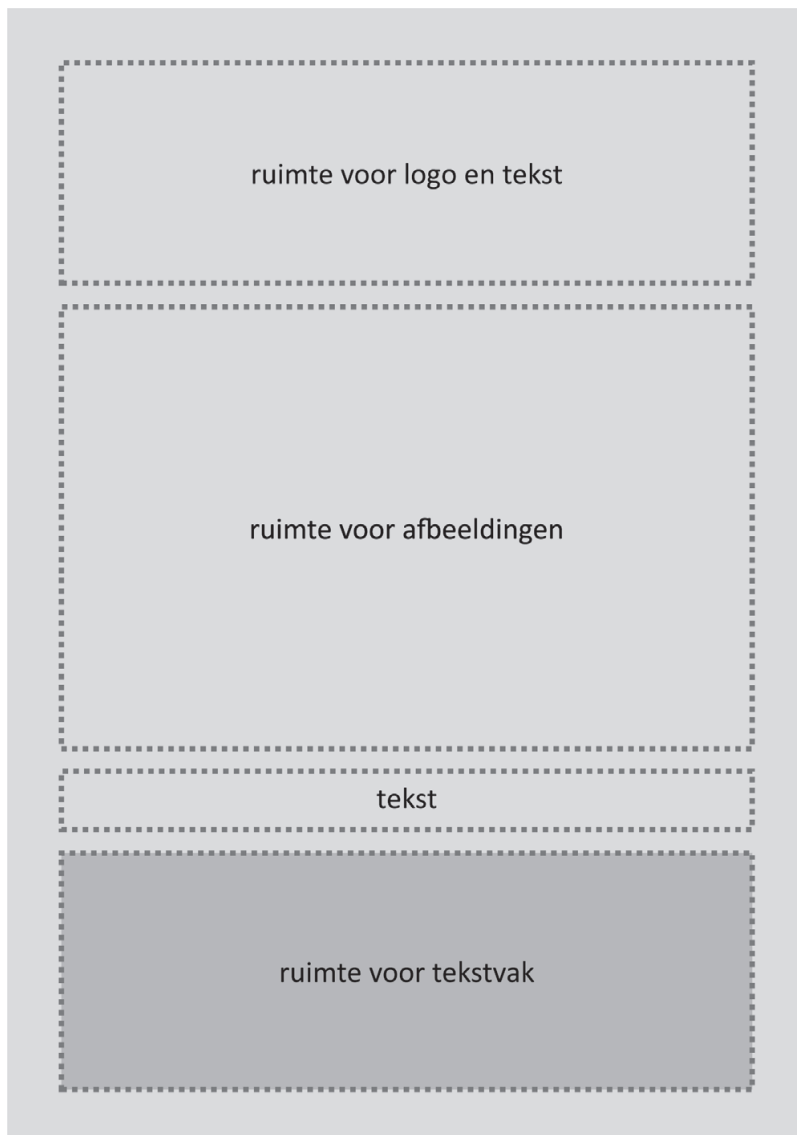 ruimte voor logo en tekst
ruimte voor afbeeldingen
tekst
ruimte voor tekstvak